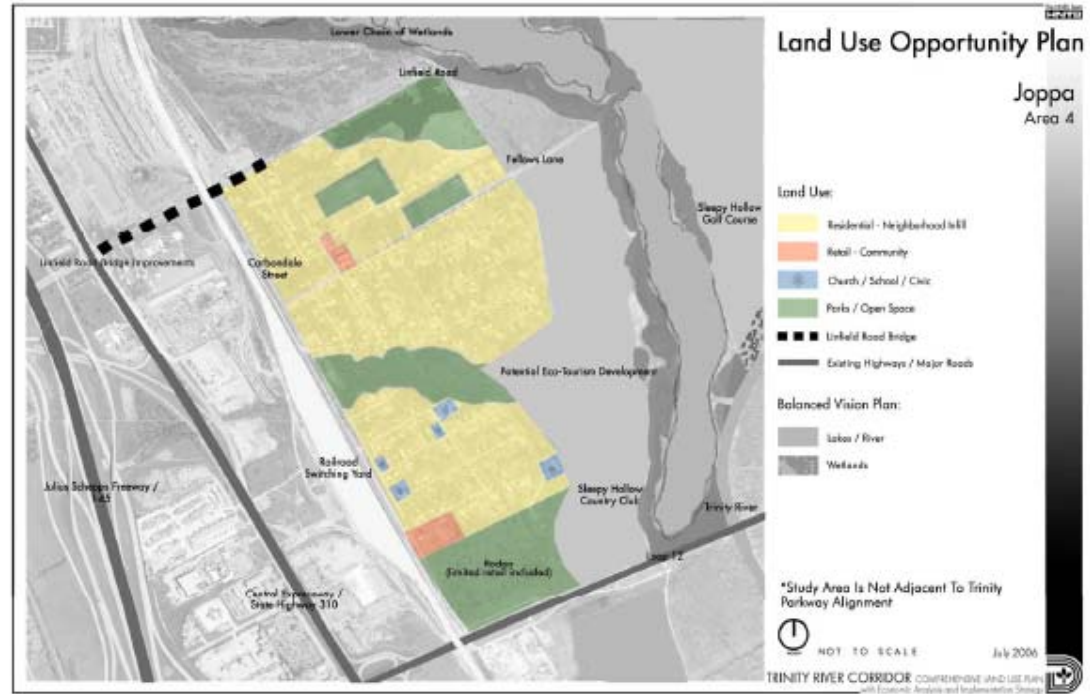 HNTB
Land Use Opportunity Plan
Joppa
Area 4
Lower Chain of Wetlands
Linfield Road
Fellows Lane
Sleepy Hollow
Golf Course
Linfield Road Bridge Improvements
Carbondale
Street
Potential Eco-Tourism Development
Railroad
Switching Yard
Julius Schepps Freeway /
I-45
Sleepy Hollow
Country Club
Trinity River
Loop 12
(limited retail included)
Central Expressway /
State Highway 310
Land Use:
Residential - Neighborhood Infill
Retail - Community
Church / School / Civic
Parks / Open Space
Linfield Road Bridge
Existing Highways / Major Roads
Balanced Vision Plan:
Lakes / River
Wetlands
*Study Area Is Not Adjacent To Trinity
Parkway Alignment
NOT TO SCALE
July 2006
TRINITY RIVER CORRIDOR COMPREHENSIVE LAND USE PLAN
with Economic Analysis and Implementation Strategy